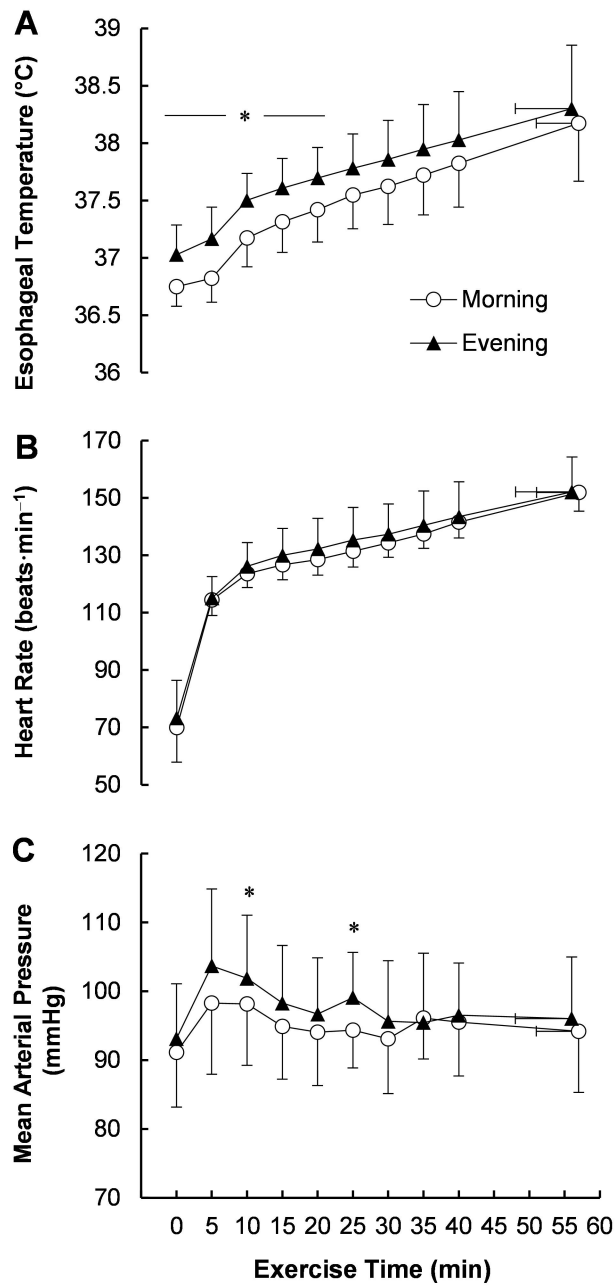 A
Esophageal Temperature (°C)
39
38.5
38
37.5
37
36.5
36
*
Morning
Evening
B
Heart Rate (beats·min⁻¹)
170
150
130
110
90
70
50
C
Mean Arterial Pressure
(mmHg)
120
110
100
90
80
70
* *
0 5 10 15 20 25 30 35 40 45 50 55 60
Exercise Time (min)